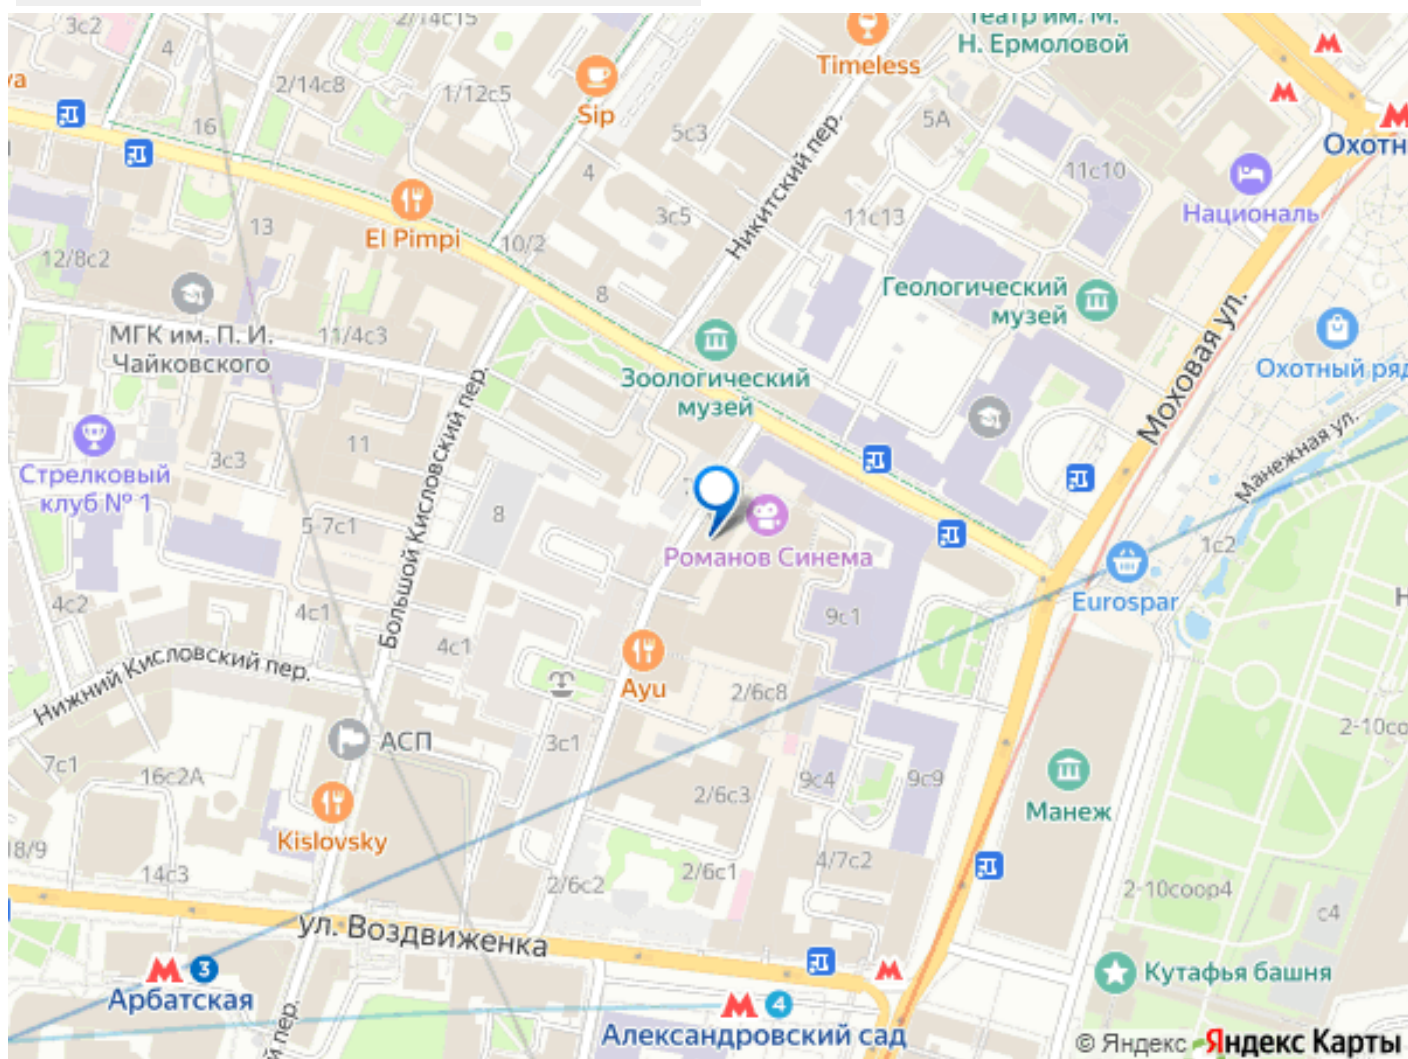 2/14с15
Театр им. М.
Н. Ермоловой
3с2
4
Timeless
2/14с8
1/12с5
Sip
16
5с3
5А
Охотн
4
Никитский пер.
11с10
Националь
3с5
11с13
13
El Pimpi
10/2
12/8с2
8
Геологический
музей
Моховая ул.
МГК им. П. И.
Чайковского
11/4с3
Зоологический
музей
Охотный ряд
Манежная ул.
Большой Кисловский пер.
11
3с3
Стрелковый
клуб № 1
5-7с1
8
Романов Синема
1с2
Eurospar
4с2
4с1
4с1
9с1
Нижний Кисловский пер.
Ayu
2/6с8
АСП
3с1
2-10со
7с1
16с2А
9с4
9с9
2/6с3
Манеж
Kislovsky
18/9
14с3
2/6с2
2/6с1
4/7с2
2-10соор4
с4
ул. Воздвиженка
3
Арбатская
й пер.
4
Александровский сад
Кутафья башня
© Яндекс
Яндекс Карты